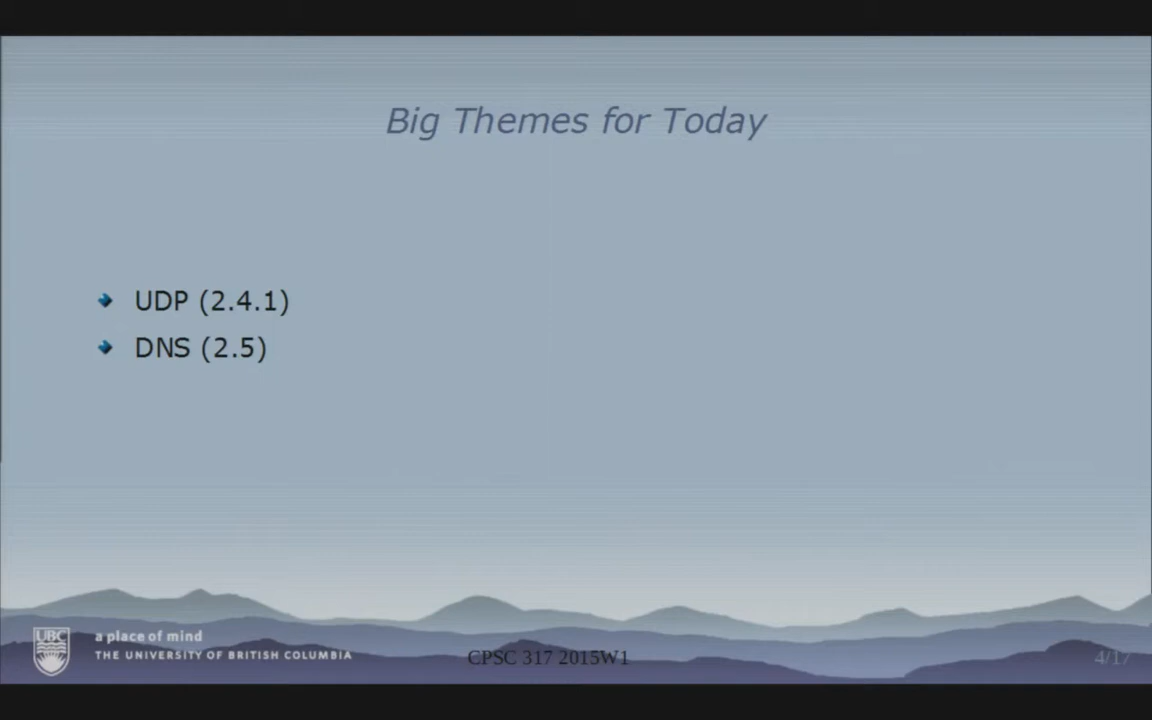 Big Themes for Today
UDP (2.4.1)
DNS (2.5)
UBC
a place of mind
THE UNIVERSITY OF BRITISH COLUMBIA
CPSC 317 2015W1
4/17